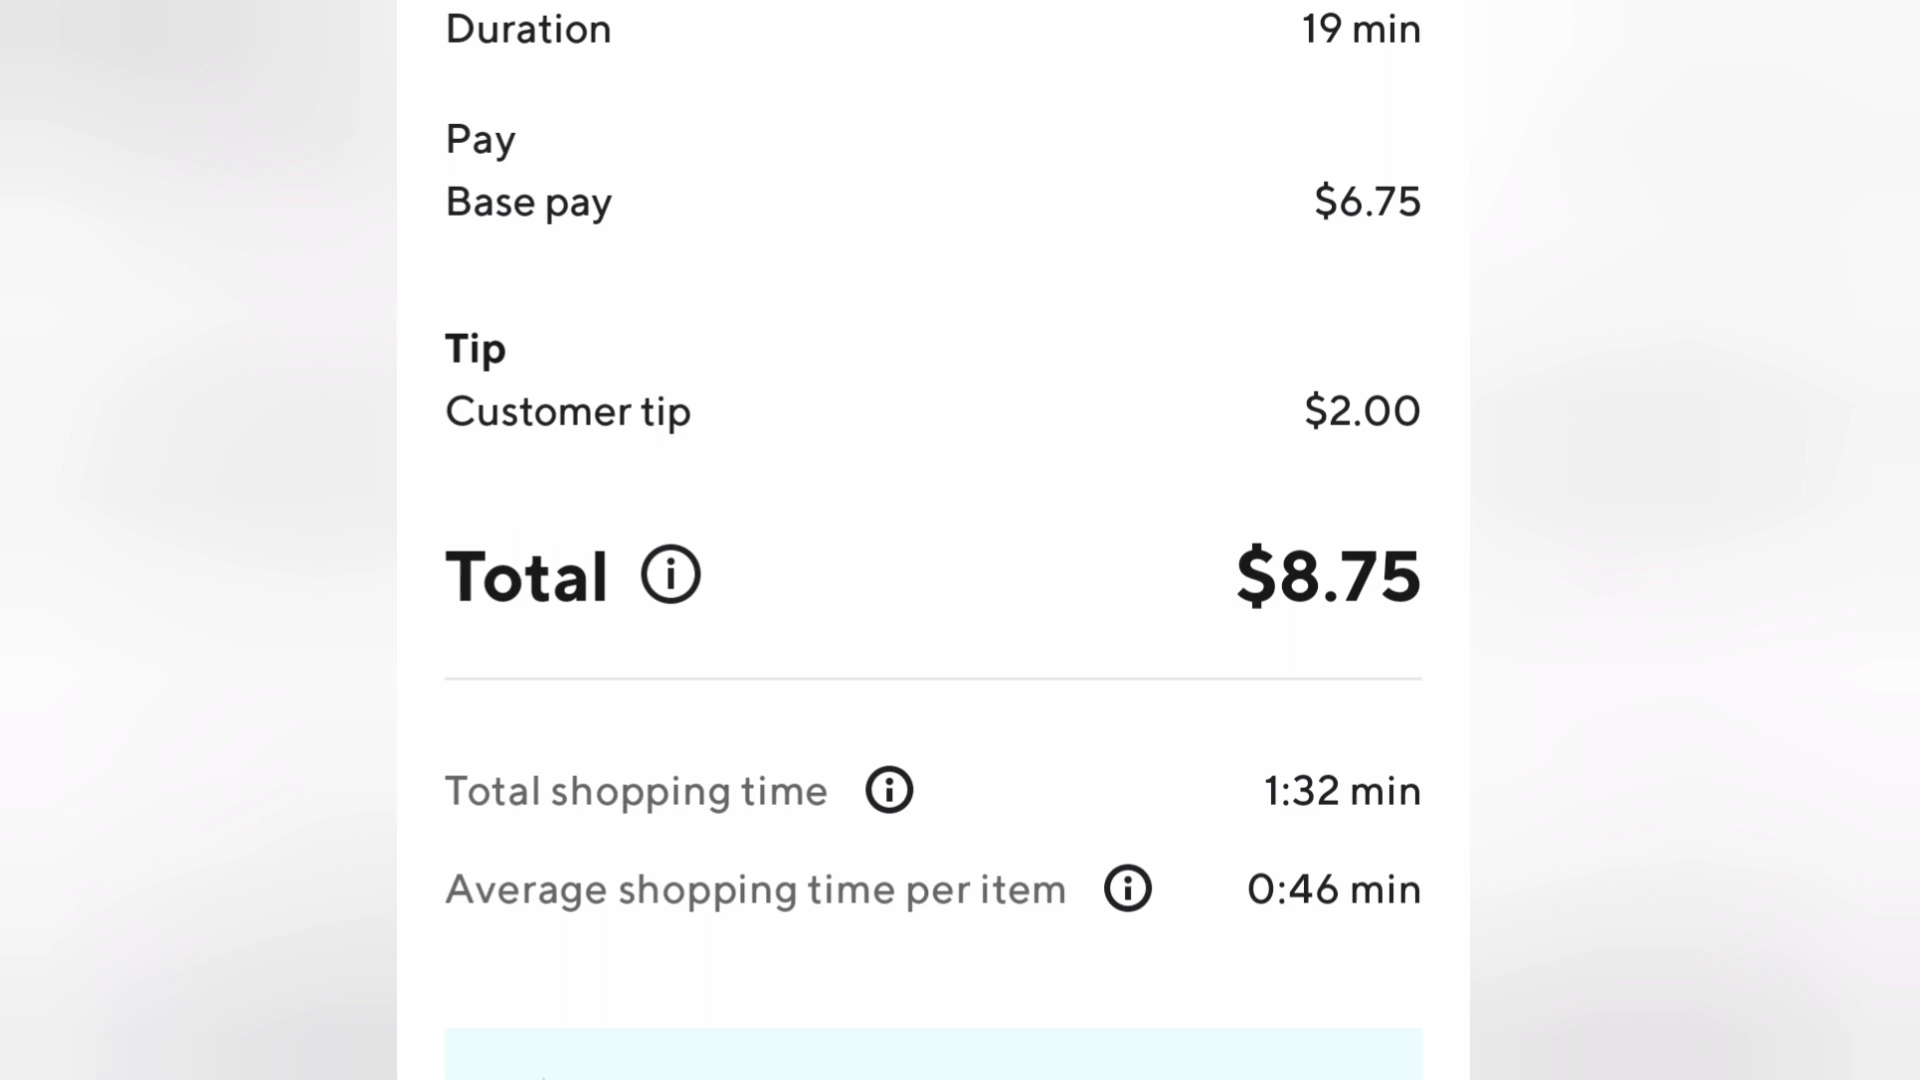 Duration 19 min
Pay
Base pay $6.75
Tip
Customer tip $2.00
Total $8.75
Total shopping time 1:32 min
Average shopping time per item 0:46 min